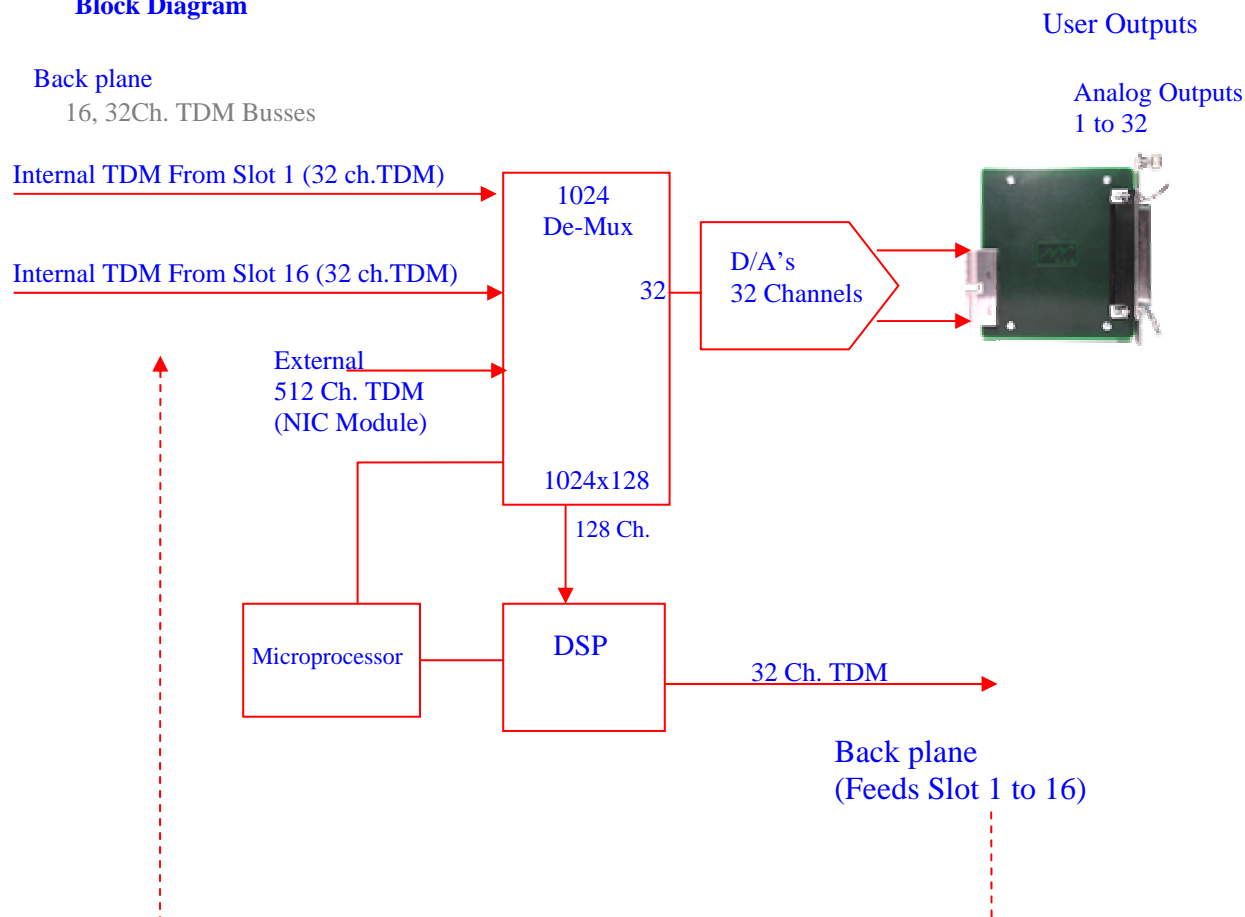 Block Diagram
User Outputs
Back plane
16, 32Ch. TDM Busses
Analog Outputs
1 to 32
Internal TDM From Slot 1 (32 ch.TDM)
1024
De-Mux
Internal TDM From Slot 16 (32 ch.TDM)
32
D/A's
32 Channels
External
512 Ch. TDM
(NIC Module)
1024x128
128 Ch.
Microprocessor
DSP
32 Ch. TDM
Back plane
(Feeds Slot 1 to 16)